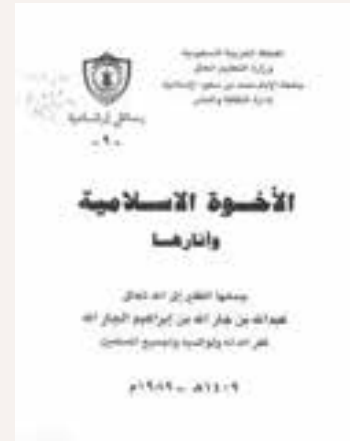 المملكة العربية السعودية
وزارة التعليم العالي
جامعة الإمام محمد بن سعود الإسلامية
إدارة الثقافة والنشر
رسائل إرشادية
- ٩ -
الأخوة الاسلامية
وآثارها
جمعها الفقير إلى الله تعالى
عبدالله بن جار الله بن إبراهيم الجار الله
غفر الله له ولوالديه ولجميع المسلمين
١٤٠٩هـ - ١٩٨٩م